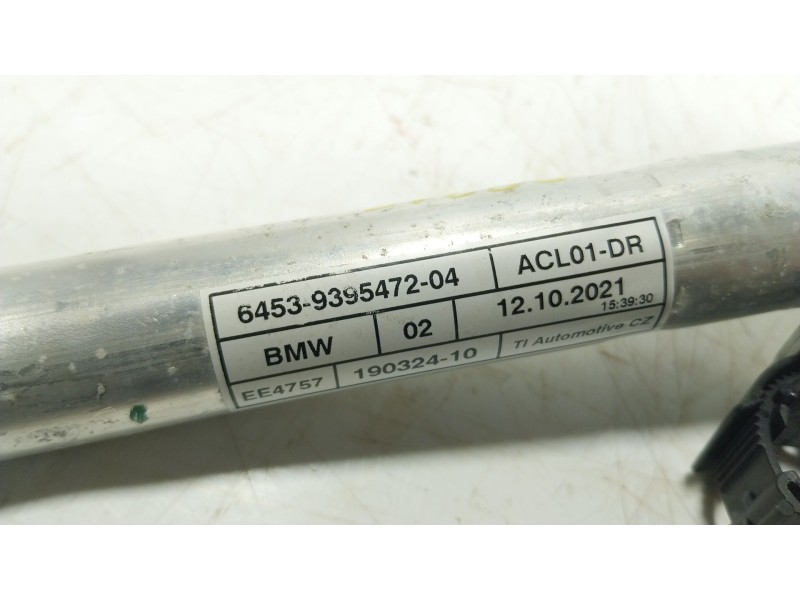 6453-9395472-04 ACL01-DR
BMW 02 12.10.2021 15:39:30
EE4757 190324-10 TI Automotive CZ